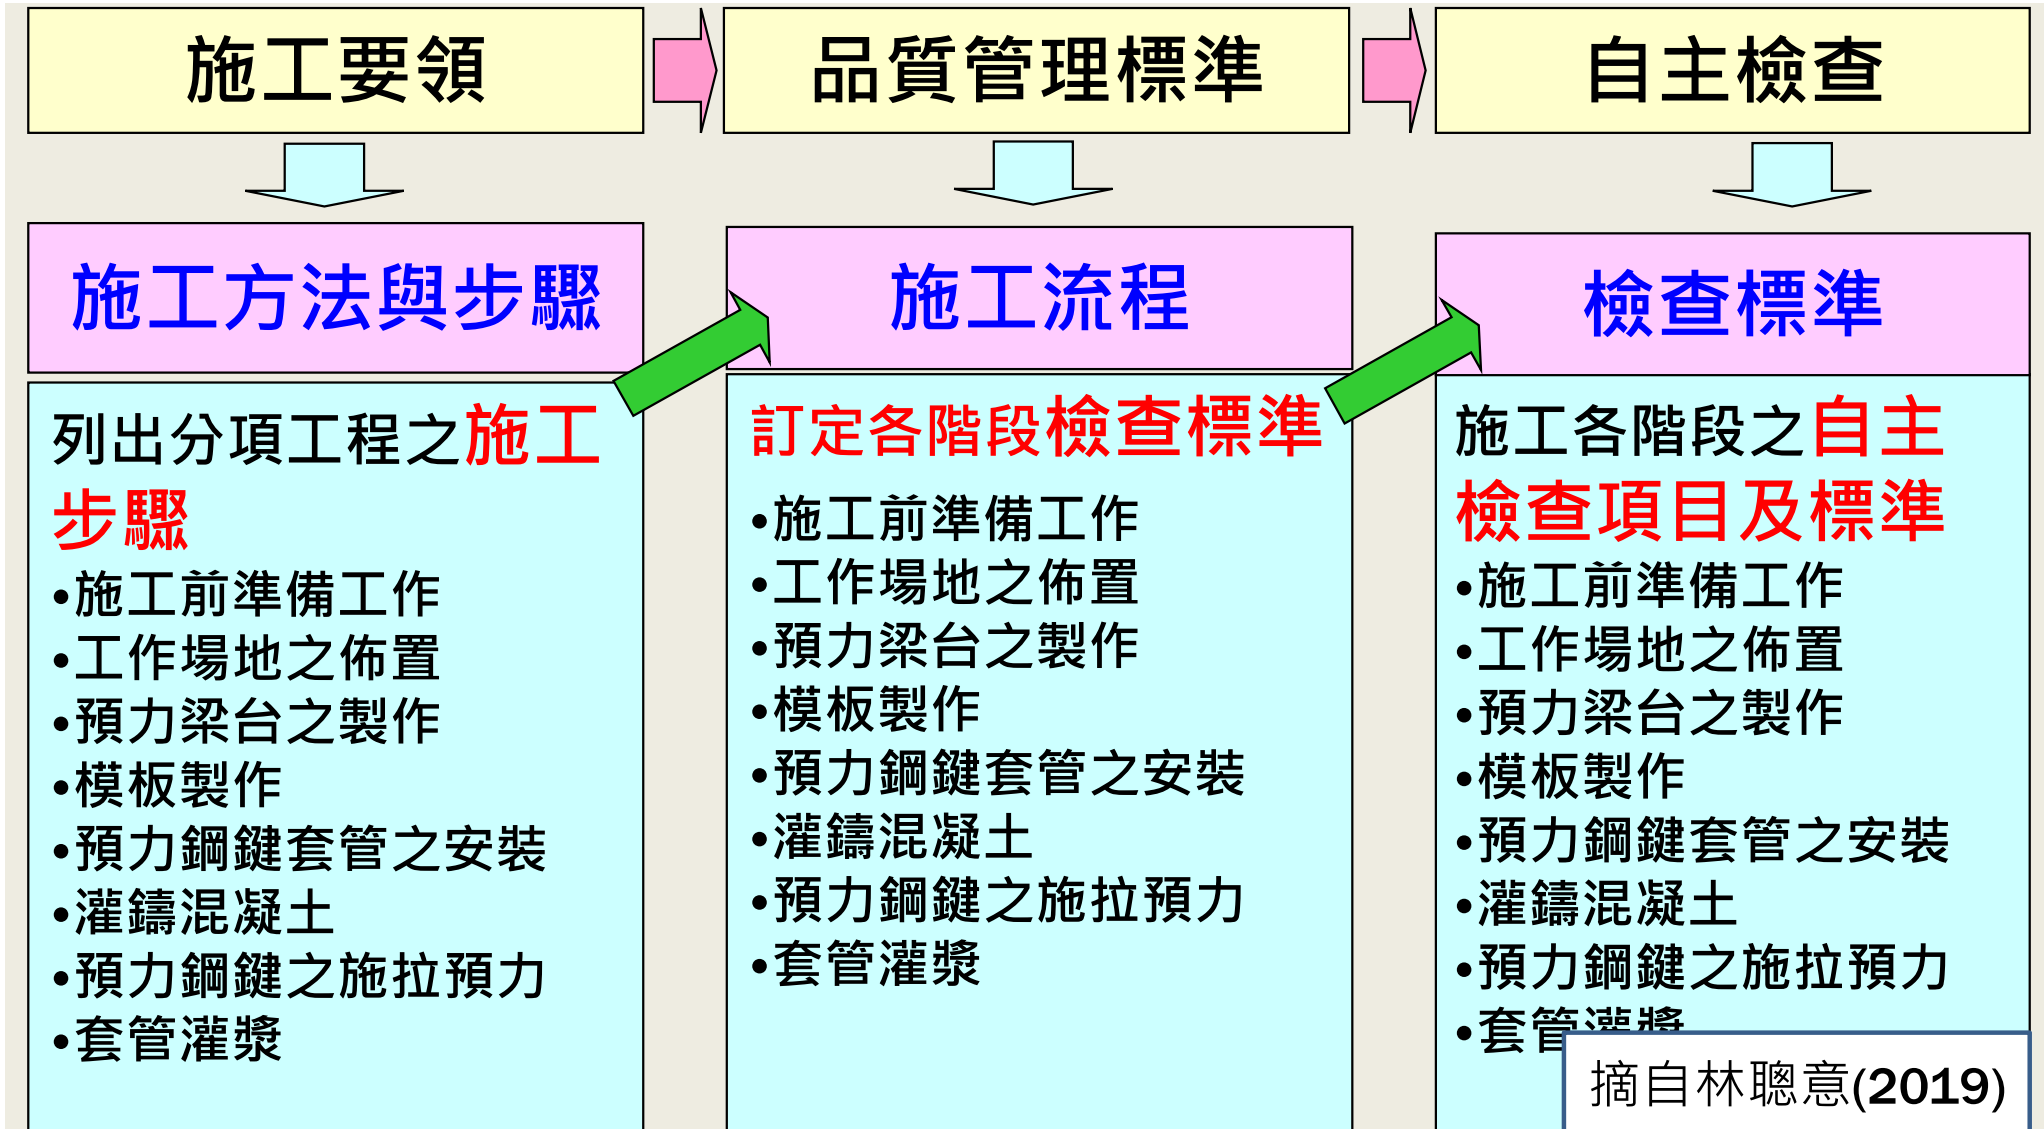 施工要領
品質管理標準
自主檢查
施工方法與步驟
列出分項工程之施工
步驟
•施工前準備工作
•工作場地之佈置
•預力梁台之製作
•模板製作
•預力鋼鍵套管之安裝
•灌鑄混凝土
•預力鋼鍵之施拉預力
•套管灌漿
施工流程
訂定各階段檢查標準
•施工前準備工作
•工作場地之佈置
•預力梁台之製作
•模板製作
•預力鋼鍵套管之安裝
•灌鑄混凝土
•預力鋼鍵之施拉預力
•套管灌漿
檢查標準
施工各階段之自主
檢查項目及標準
•施工前準備工作
•工作場地之佈置
•預力梁台之製作
•模板製作
•預力鋼鍵套管之安裝
•灌鑄混凝土
•預力鋼鍵之施拉預力
•套管灌漿
摘自林聰意(2019)